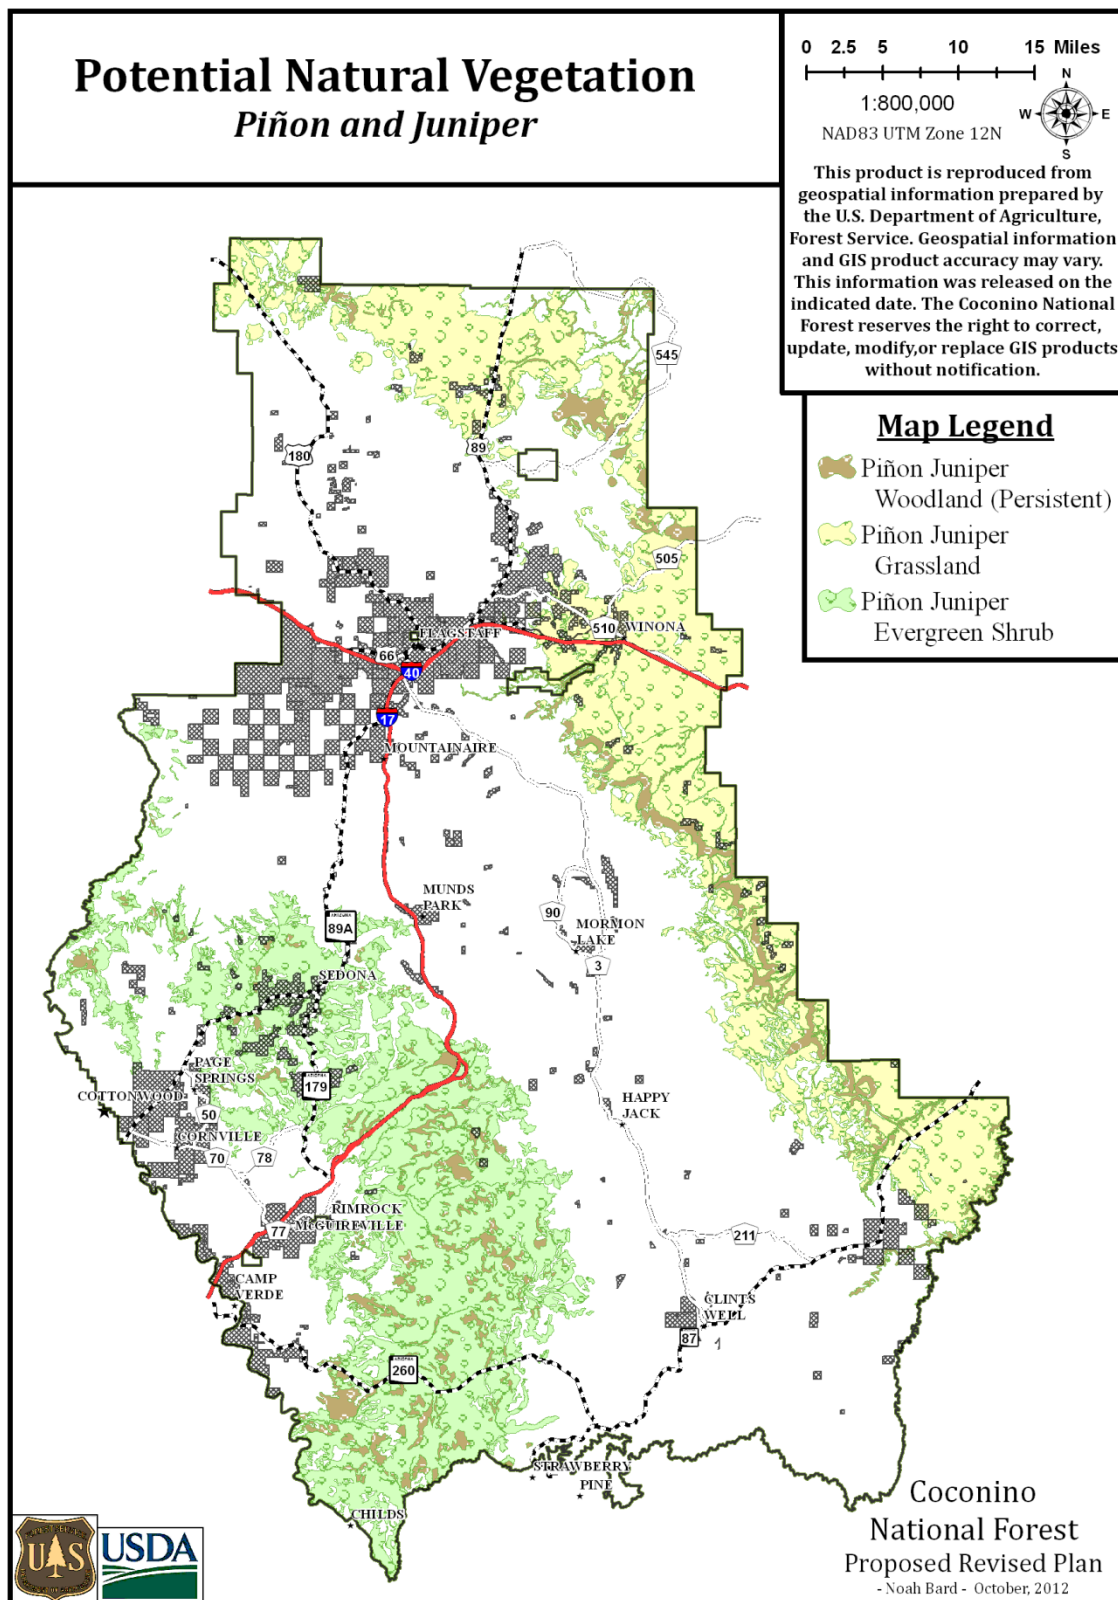 Potential Natural Vegetation
Piñon and Juniper
0 2.5 5 10 15 Miles
1:800,000
NAD83 UTM Zone 12N
N
W E
S
This product is reproduced from
geospatial information prepared by
the U.S. Department of Agriculture,
Forest Service. Geospatial information
and GIS product accuracy may vary.
This information was released on the
indicated date. The Coconino National
Forest reserves the right to correct,
update, modify,or replace GIS products
without notification.
Map Legend
Piñon Juniper
Woodland (Persistent)
Piñon Juniper
Grassland
Piñon Juniper
Evergreen Shrub
545
180
89
505
510
WINONA
FLAGSTAFF
66
40
17
MOUNTAINAIRE
MUNDS
PARK
90
MORMON
LAKE
3
89A
SEDONA
PAGE
SPRINGS
179
COTTONWOOD
50
HAPPY
JACK
CORNVILLE
70
78
RIMROCK
McGUIREVILLE
77
211
CAMP
VERDE
CLINTS
WELL
87
260
STRAWBERRY
PINE
CHILDS
Coconino
National Forest
Proposed Revised Plan
- Noah Bard - October, 2012
U S
USDA